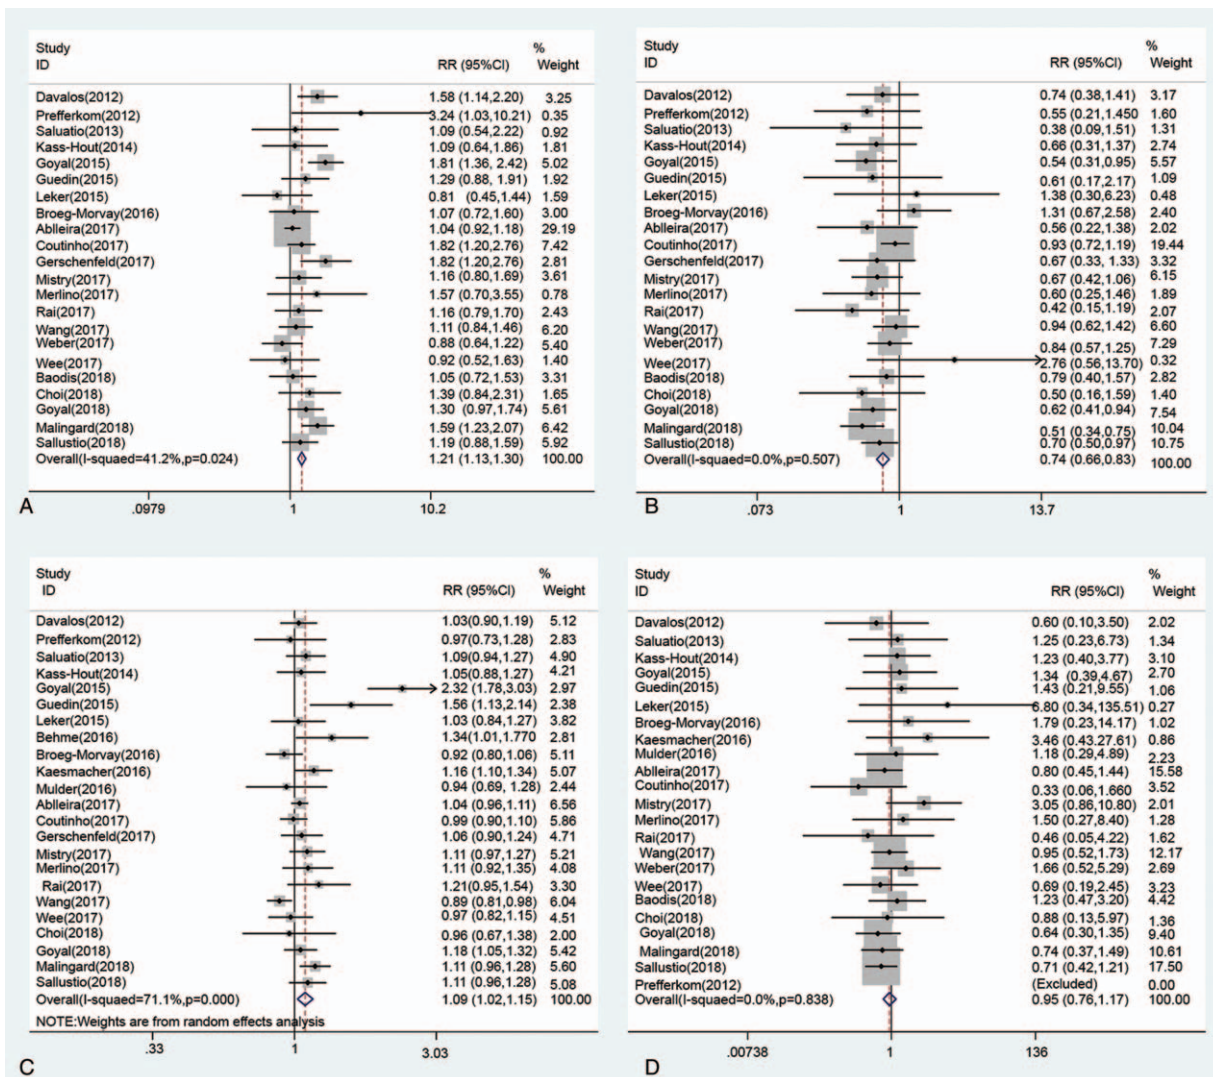 Study %
ID RR (95%CI) Weight
Davalos(2012) 1.58 (1.14,2.20) 3.25
Prefferkom(2012) 3.24 (1.03,10.21) 0.35
Saluatio(2013) 1.09 (0.54,2.22) 0.92
Kass-Hout(2014) 1.09 (0.64,1.86) 1.81
Goyal(2015) 1.81 (1.36, 2.42) 5.02
Guedin(2015) 1.29 (0.88, 1.91) 1.92
Leker(2015) 0.81 (0.45,1.44) 1.59
Broeg-Morvay(2016) 1.07 (0.72,1.60) 3.00
Ablleira(2017) 1.04 (0.92,1.18) 29.19
Coutinho(2017) 1.82 (1.20,2.76) 7.42
Gerschenfeld(2017) 1.82 (1.20,2.76) 2.81
Mistry(2017) 1.16 (0.80,1.69) 3.61
Merlino(2017) 1.57 (0.70,3.55) 0.78
Rai(2017) 1.16 (0.79,1.70) 2.43
Wang(2017) 1.11 (0.84,1.46) 6.20
Weber(2017) 0.88 (0.64,1.22) 5.40
Wee(2017) 0.92 (0.52,1.63) 1.40
Baodis(2018) 1.05 (0.72,1.53) 3.31
Choi(2018) 1.39 (0.84,2.31) 1.65
Goyal(2018) 1.30 (0.97,1.74) 5.61
Malingard(2018) 1.59 (1.23,2.07) 6.42
Sallustio(2018) 1.19 (0.88,1.59) 5.92
Overall(I-squaed=41.2%,p=0.024) 1.21 (1.13,1.30) 100.00
A
.0979 1 10.2
Study %
ID RR (95%CI) Weight
Davalos(2012) 0.74 (0.38,1.41) 3.17
Prefferkom(2012) 0.55 (0.21,1.450 1.60
Saluatio(2013) 0.38 (0.09,1.51) 1.31
Kass-Hout(2014) 0.66 (0.31,1.37) 2.74
Goyal(2015) 0.54 (0.31,0.95) 5.57
Guedin(2015) 0.61 (0.17,2.17) 1.09
Leker(2015) 1.38 (0.30,6.23) 0.48
Broeg-Morvay(2016) 1.31 (0.67,2.58) 2.40
Ablleira(2017) 0.56 (0.22,1.38) 2.02
Coutinho(2017) 0.93 (0.72,1.19) 19.44
Gerschenfeld(2017) 0.67 (0.33, 1.33) 3.32
Mistry(2017) 0.67 (0.42,1.06) 6.15
Merlino(2017) 0.60 (0.25,1.46) 1.89
Rai(2017) 0.42 (0.15,1.19) 2.07
Wang(2017) 0.94 (0.62,1.42) 6.60
Weber(2017) 0.84 (0.57,1.25) 7.29
Wee(2017) 2.76 (0.56,13.70) 0.32
Baodis(2018) 0.79 (0.40,1.57) 2.82
Choi(2018) 0.50 (0.16,1.59) 1.40
Goyal(2018) 0.62 (0.41,0.94) 7.54
Malingard(2018) 0.51 (0.34,0.75) 10.04
Sallustio(2018) 0.70 (0.50,0.97) 10.75
Overall(I-squaed=0.0%,p=0.507) 0.74 (0.66,0.83) 100.00
B
.073 1 13.7
Study %
ID RR (95%CI) Weight
Davalos(2012) 1.03(0.90,1.19) 5.12
Prefferkom(2012) 0.97(0.73,1.28) 2.83
Saluatio(2013) 1.09(0.94,1.27) 4.90
Kass-Hout(2014) 1.05(0.88,1.27) 4.21
Goyal(2015) 2.32 (1.78,3.03) 2.97
Guedin(2015) 1.56 (1.13,2.14) 2.38
Leker(2015) 1.03 (0.84,1.27) 3.82
Behme(2016) 1.34(1.01,1.770 2.81
Broeg-Morvay(2016) 0.92 (0.80,1.06) 5.11
Kaesmacher(2016) 1.16 (1.10,1.34) 5.07
Mulder(2016) 0.94 (0.69, 1.28) 2.44
Ablleira(2017) 1.04 (0.96,1.11) 6.56
Coutinho(2017) 0.99 (0.90,1.10) 5.86
Gerschenfeld(2017) 1.06 (0.90,1.24) 4.71
Mistry(2017) 1.11 (0.97,1.27) 5.21
Merlino(2017) 1.11 (0.92,1.35) 4.08
Rai(2017) 1.21(0.95,1.54) 3.30
Wang(2017) 0.89 (0.81,0.98) 6.04
Wee(2017) 0.97 (0.82,1.15) 4.51
Choi(2018) 0.96 (0.67,1.38) 2.00
Goyal(2018) 1.18 (1.05,1.32) 5.42
Malingard(2018) 1.11 (0.96,1.28) 5.60
Sallustio(2018) 1.11 (0.96,1.28) 5.08
Overall(I-squaed=71.1%,p=0.000) 1.09 (1.02,1.15) 100.00
NOTE:Weights are from random effects analysis
C
.33 1 3.03
Study %
ID RR (95%CI) Weight
Davalos(2012) 0.60 (0.10,3.50) 2.02
Saluatio(2013) 1.25 (0.23,6.73) 1.34
Kass-Hout(2014) 1.23 (0.40,3.77) 3.10
Goyal(2015) 1.34 (0.39,4.67) 2.70
Guedin(2015) 1.43 (0.21,9.55) 1.06
Leker(2015) 6.80 (0.34,135.51) 0.27
Broeg-Morvay(2016) 1.79 (0.23,14.17) 1.02
Kaesmacher(2016) 3.46 (0.43.27.61) 0.86
Mulder(2016) 1.18 (0.29,4.89) 2.23
Ablleira(2017) 0.80 (0.45,1.44) 15.58
Coutinho(2017) 0.33 (0.06,1.660 3.52
Mistry(2017) 3.05 (0.86,10.80) 2.01
Merlino(2017) 1.50 (0.27,8.40) 1.28
Rai(2017) 0.46 (0.05,4.22) 1.62
Wang(2017) 0.95 (0.52,1.73) 12.17
Weber(2017) 1.66 (0.52,5.29) 2.69
Wee(2017) 0.69 (0.19,2.45) 3.23
Baodis(2018) 1.23 (0.47,3.20) 4.42
Choi(2018) 0.88 (0.13,5.97) 1.36
Goyal(2018) 0.64 (0.30,1.35) 9.40
Malingard(2018) 0.74 (0.37,1.49) 10.61
Sallustio(2018) 0.71 (0.42,1.21) 17.50
Prefferkom(2012) (Excluded) 0.00
Overall(I-squaed=0.0%,p=0.838) 0.95 (0.76,1.17) 100.00
D
.00738 1 136